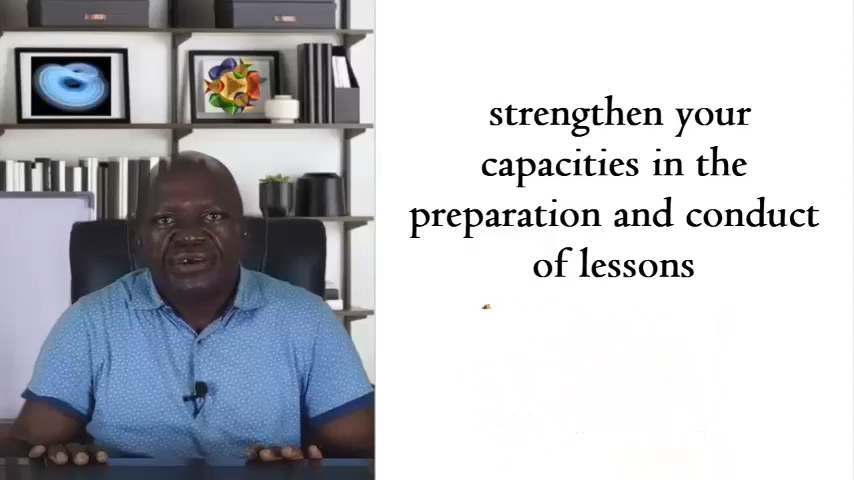 strengthen your
capacities in the
preparation and conduct
of lessons